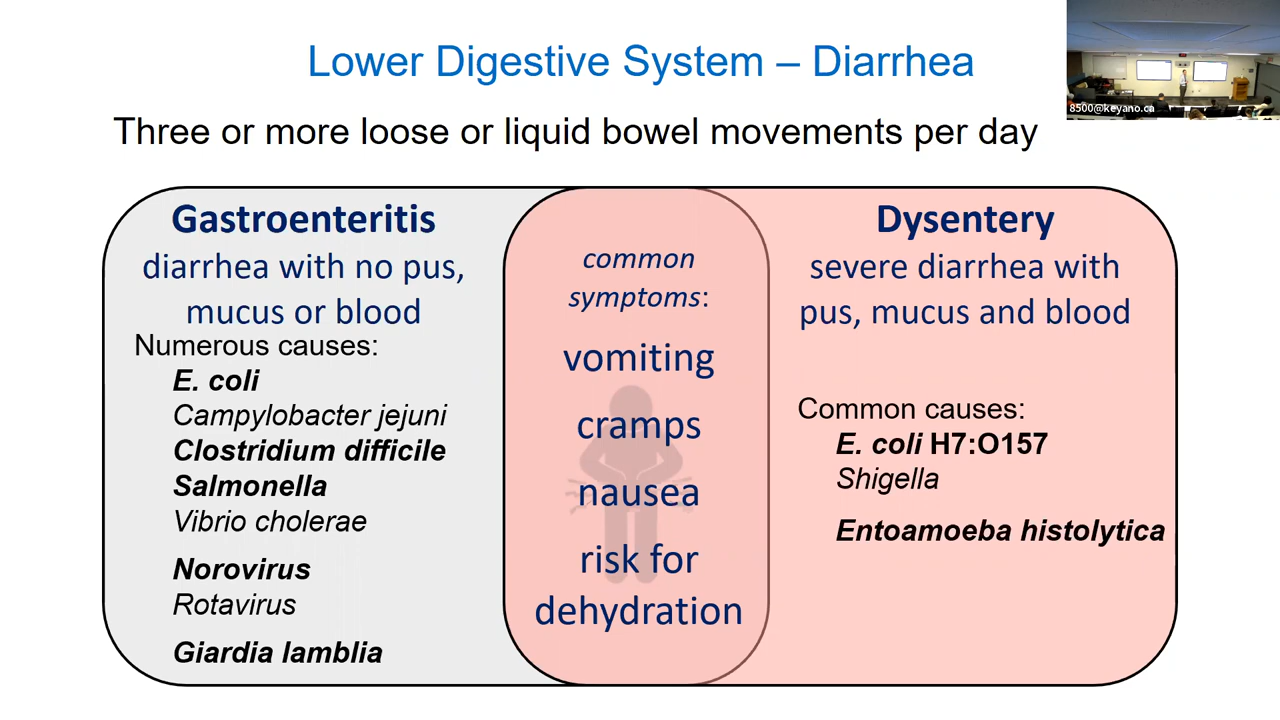 Lower Digestive System – Diarrhea
8500@keyano.ca
Three or more loose or liquid bowel movements per day
Gastroenteritis
diarrhea with no pus,
mucus or blood
Numerous causes:
E. coli
Campylobacter jejuni
Clostridium difficile
Salmonella
Vibrio cholerae
Norovirus
Rotavirus
Giardia lamblia
common
symptoms:
vomiting
cramps
nausea
risk for
dehydration
Dysentery
severe diarrhea with
pus, mucus and blood
Common causes:
E. coli H7:O157
Shigella
Entoamoeba histolytica